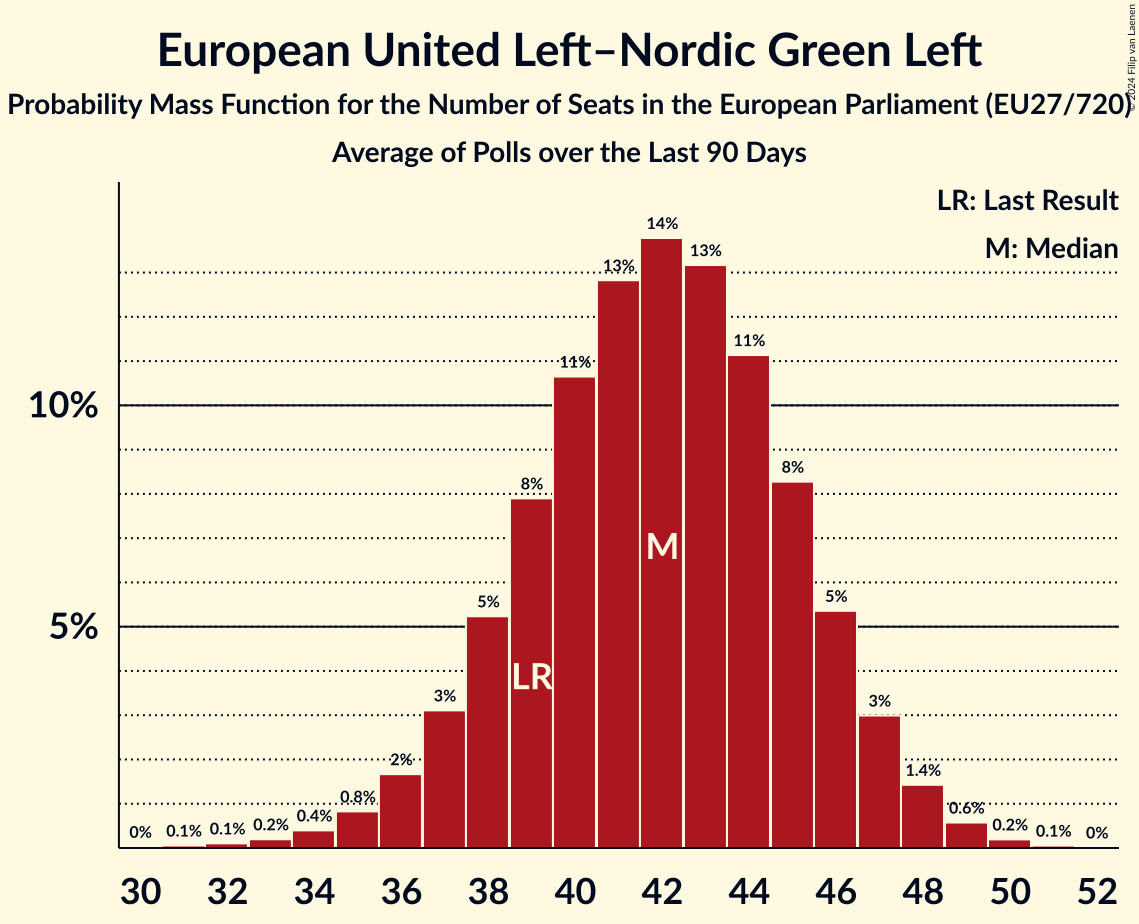 European United Left–Nordic Green Left
Probability Mass Function for the Number of Seats in the European Parliament (EU27/720)
Average of Polls over the Last 90 Days
© 2024 Filip van Laenen
LR: Last Result
M: Median
10%
5%
0%
0.1%
0.1%
0.2%
0.4%
0.8%
2%
3%
5%
8%
11%
13%
14%
13%
11%
8%
5%
3%
1.4%
0.6%
0.2%
0.1%
0%
LR
M
30 32 34 36 38 40 42 44 46 48 50 52